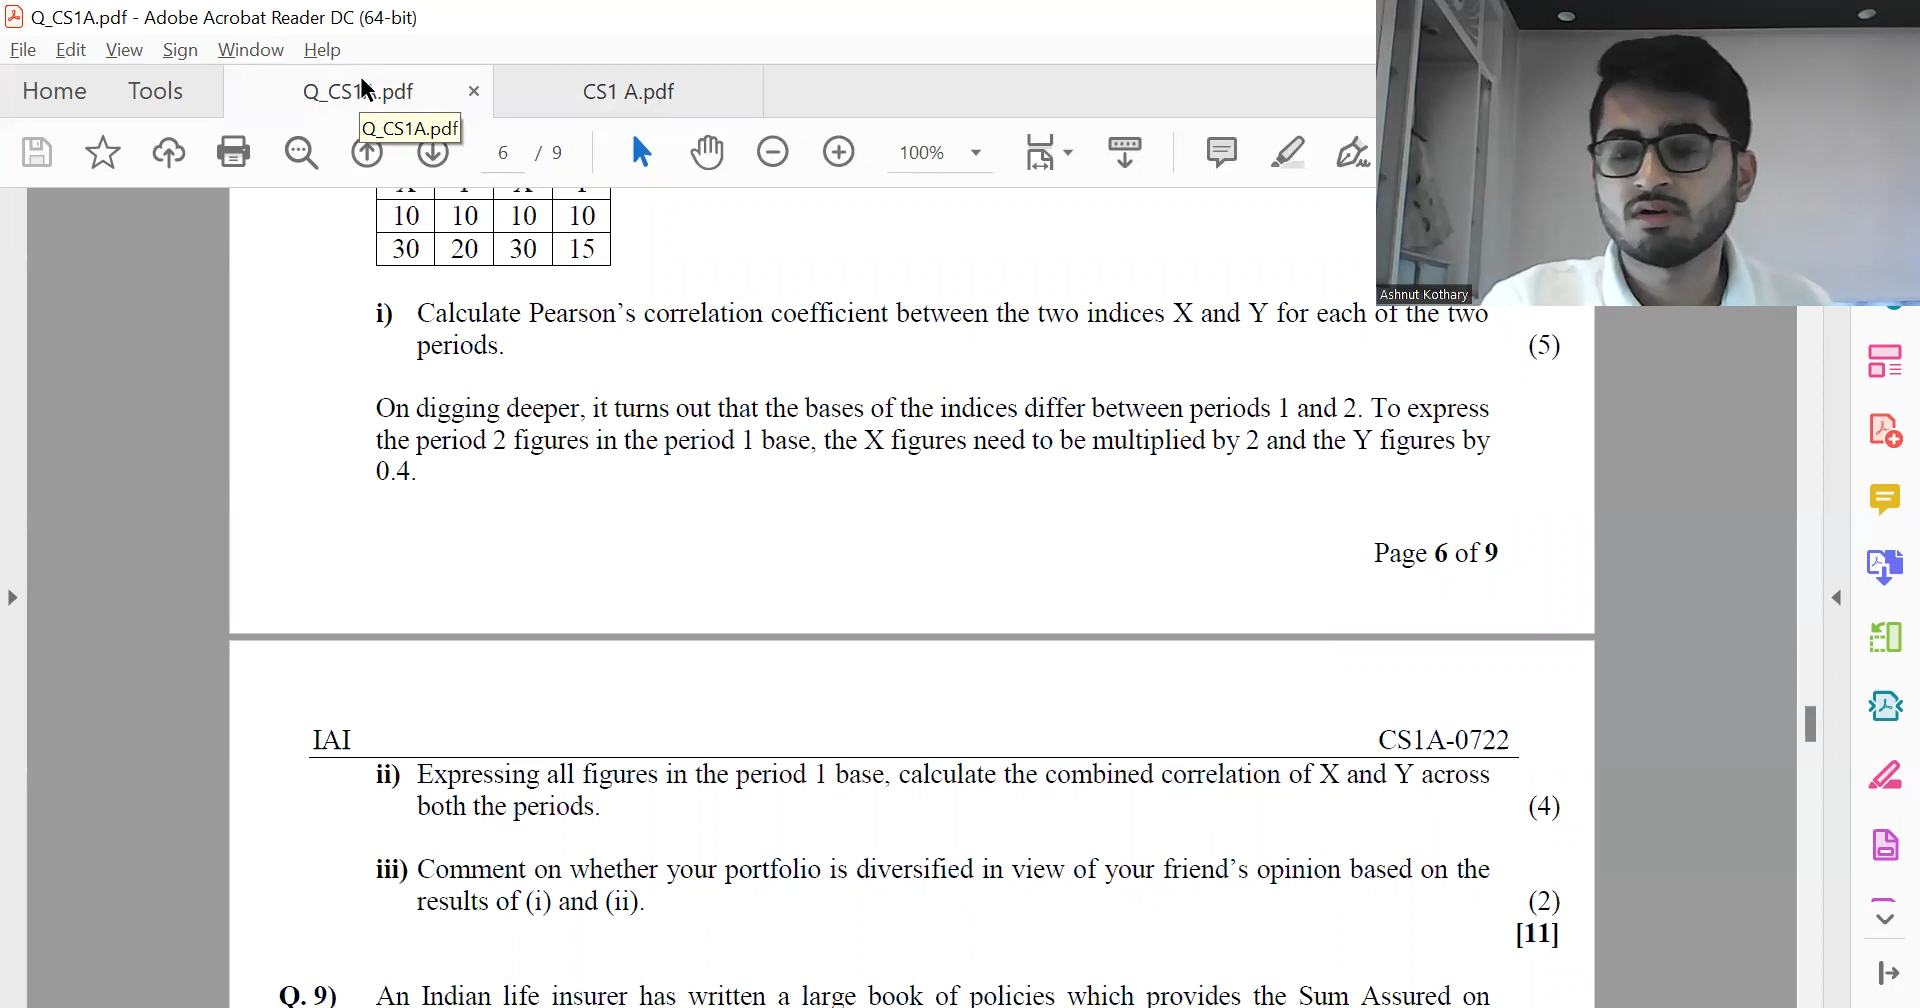 Q_CS1A.pdf - Adobe Acrobat Reader DC (64-bit)
File Edit View Sign Window Help
Home Tools Q_CS1A.pdf × CS1 A.pdf
Q_CS1A.pdf
6 / 9 100%
10 10 10 10
30 20 30 15
Ashnut Kothary
i) Calculate Pearson’s correlation coefficient between the two indices X and Y for each of the two
periods. (5)
On digging deeper, it turns out that the bases of the indices differ between periods 1 and 2. To express
the period 2 figures in the period 1 base, the X figures need to be multiplied by 2 and the Y figures by
0.4.
Page 6 of 9
IAI CS1A-0722
ii) Expressing all figures in the period 1 base, calculate the combined correlation of X and Y across
both the periods. (4)
iii) Comment on whether your portfolio is diversified in view of your friend’s opinion based on the
results of (i) and (ii). (2)
[11]
Q. 9) An Indian life insurer has written a large book of policies which provides the Sum Assured on